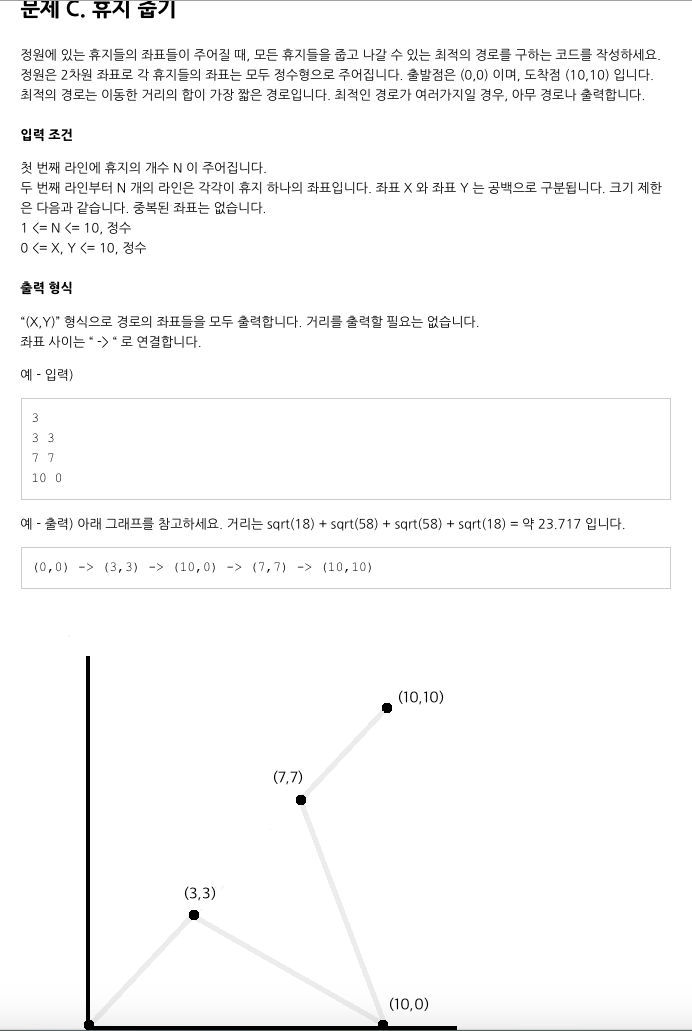 문제 C. 휴지 줍기
정원에 있는 휴지들의 좌표들이 주어질 때, 모든 휴지들을 줍고 나갈 수 있는 최적의 경로를 구하는 코드를 작성하세요.
정원은 2차원 좌표로 각 휴지들의 좌표는 모두 정수형으로 주어집니다. 출발점은 (0,0) 이며, 도착점 (10,10) 입니다.
최적의 경로는 이동한 거리의 합이 가장 짧은 경로입니다. 최적인 경로가 여러가지일 경우, 아무 경로나 출력합니다.
입력 조건
첫 번째 라인에 휴지의 개수 N 이 주어집니다.
두 번째 라인부터 N 개의 라인은 각각이 휴지 하나의 좌표입니다. 좌표 X 와 좌표 Y 는 공백으로 구분됩니다. 크기 제한
은 다음과 같습니다. 중복된 좌표는 없습니다.
1 <= N <= 10, 정수
0 <= X, Y <= 10, 정수
출력 형식
“(X,Y)” 형식으로 경로의 좌표들을 모두 출력합니다. 거리를 출력할 필요는 없습니다.
좌표 사이는 “ -> “ 로 연결합니다.
예 - 입력)
3
3 3
7 7
10 0
예 - 출력) 아래 그래프를 참고하세요. 거리는 sqrt(18) + sqrt(58) + sqrt(58) + sqrt(18) = 약 23.717 입니다.
(0,0) -> (3,3) -> (10,0) -> (7,7) -> (10,10)
(10,10)
(7,7)
(3,3)
(10,0)